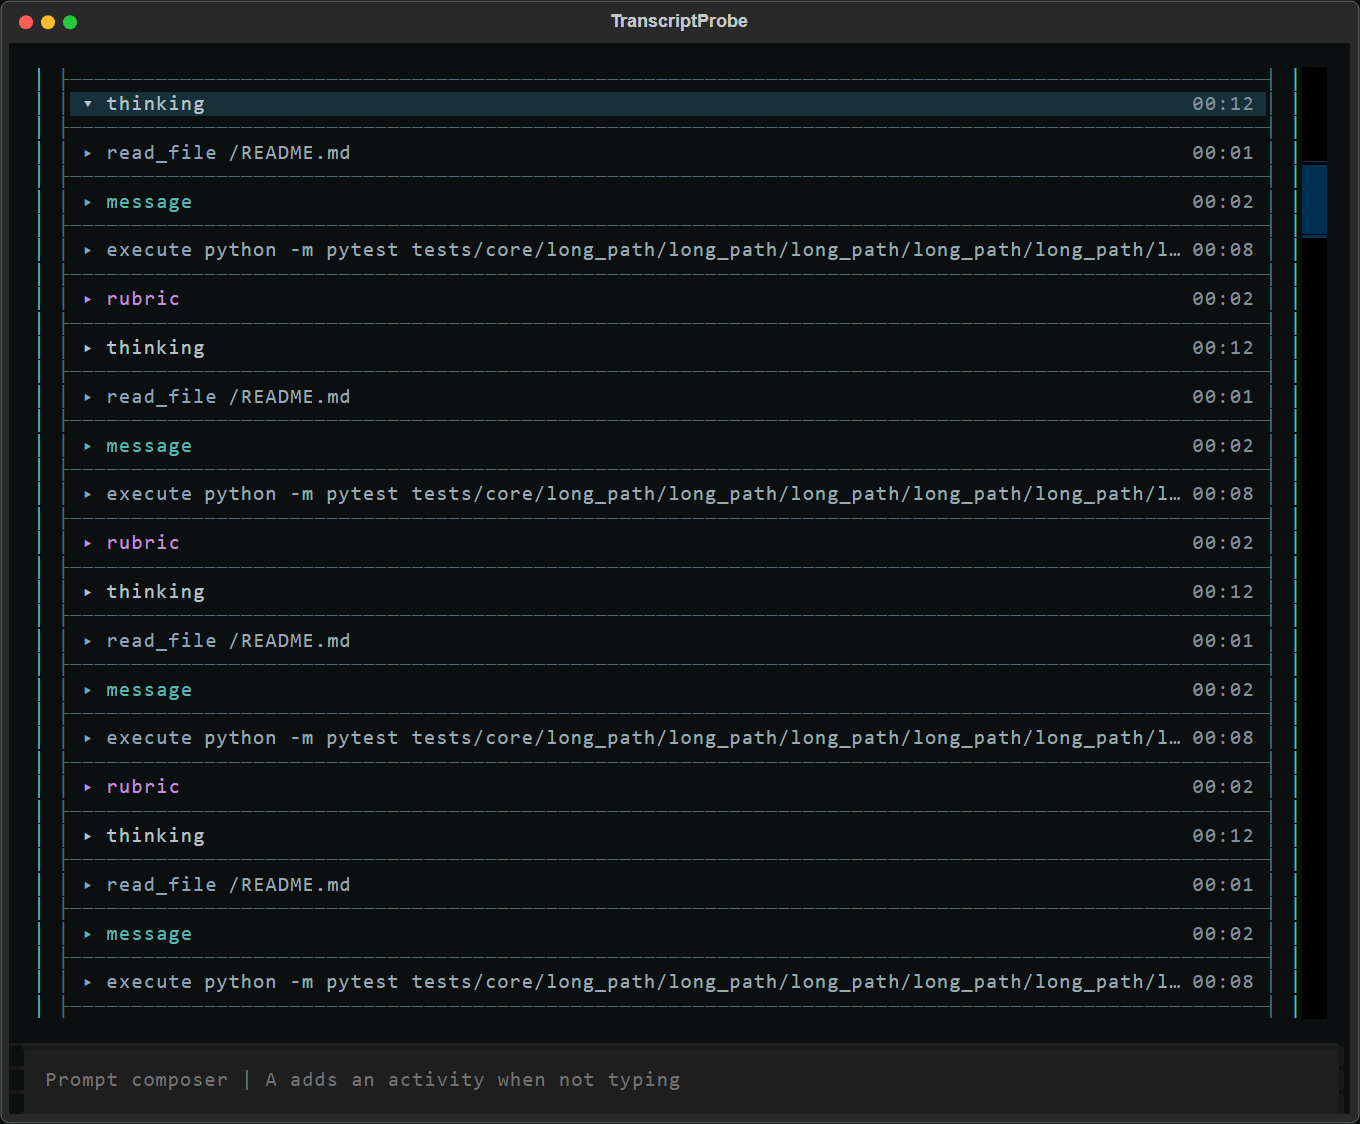 TranscriptProbe
▾ thinking 00:12
▸ read_file /README.md 00:01
▸ message 00:02
▸ execute python -m pytest tests/core/long_path/long_path/long_path/long_path/long_path/l… 00:08
▸ rubric 00:02
▸ thinking 00:12
▸ read_file /README.md 00:01
▸ message 00:02
▸ execute python -m pytest tests/core/long_path/long_path/long_path/long_path/long_path/l… 00:08
▸ rubric 00:02
▸ thinking 00:12
▸ read_file /README.md 00:01
▸ message 00:02
▸ execute python -m pytest tests/core/long_path/long_path/long_path/long_path/long_path/l… 00:08
▸ rubric 00:02
▸ thinking 00:12
▸ read_file /README.md 00:01
▸ message 00:02
▸ execute python -m pytest tests/core/long_path/long_path/long_path/long_path/long_path/l… 00:08
Prompt composer | A adds an activity when not typing